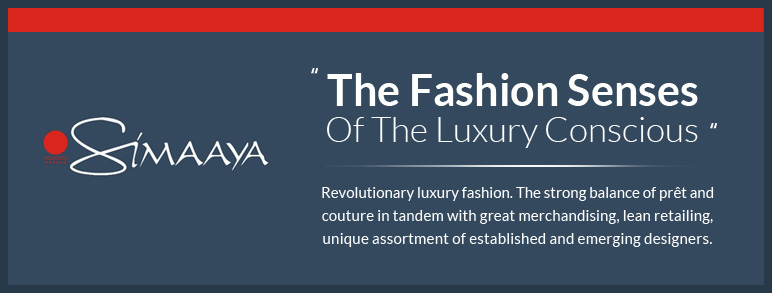 “ The Fashion Senses
Of The Luxury Conscious “
Simaaya
Revolutionary luxury fashion. The strong balance of prêt and
couture in tandem with great merchandising, lean retailing,
unique assortment of established and emerging designers.